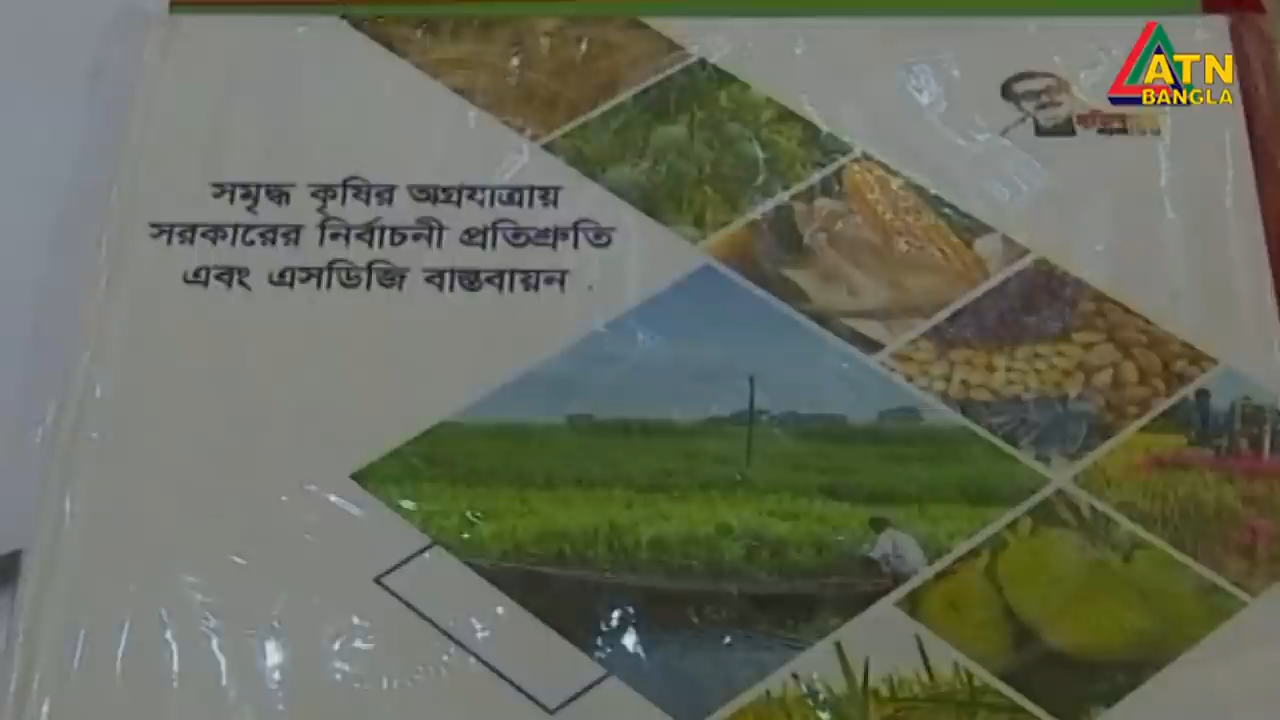 ATN
BANGLA
সমৃদ্ধ কৃষির অগ্রযাত্রায়
সরকারের নির্বাচনী প্রতিশ্রুতি
এবং এসডিজি বাস্তবায়ন